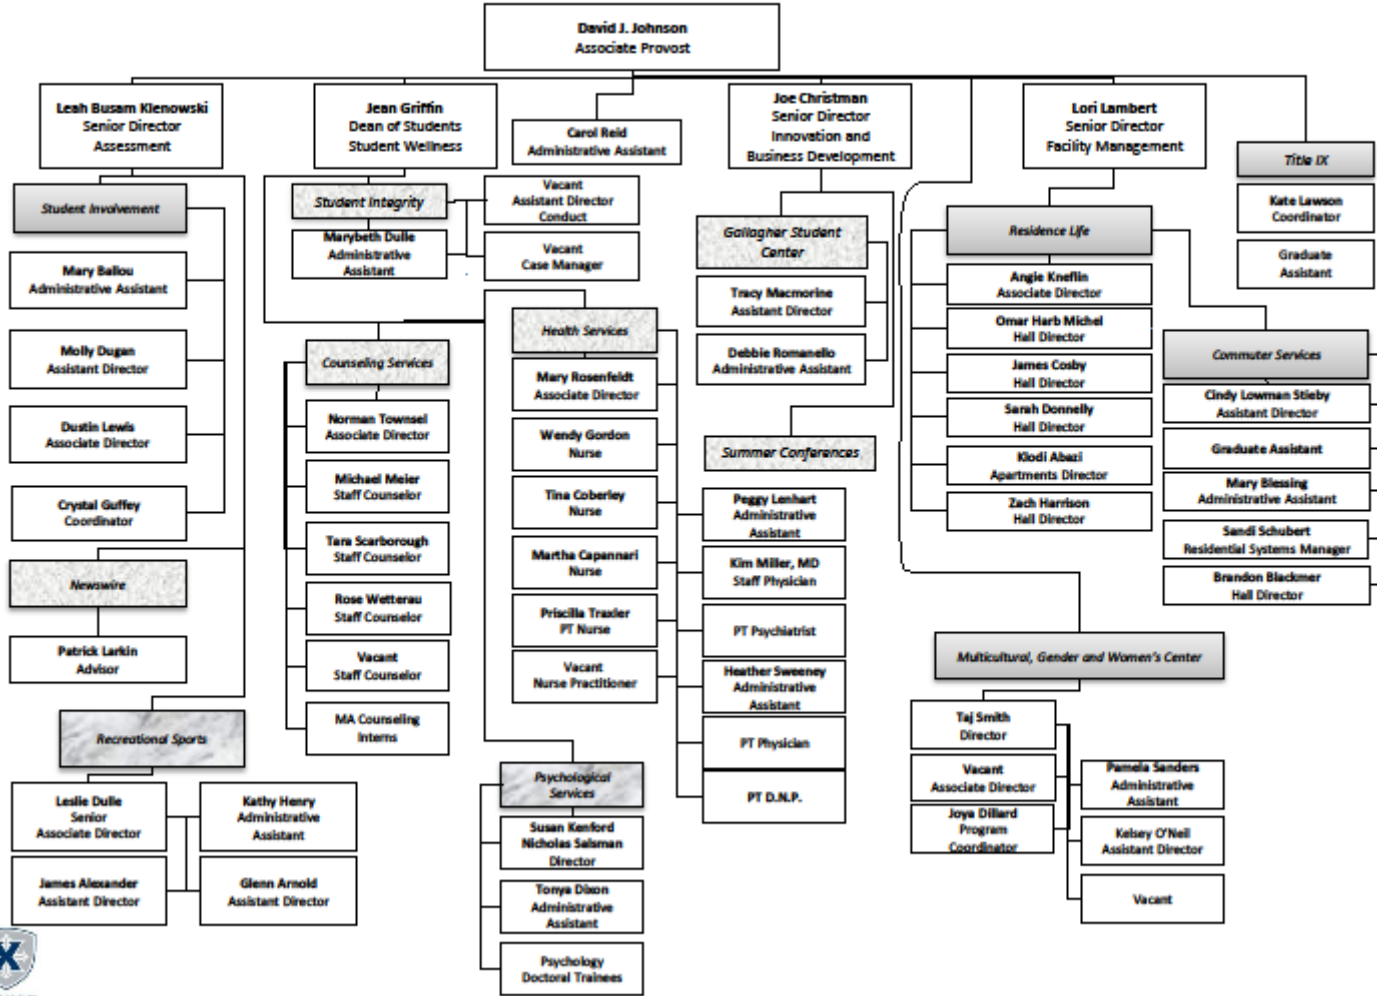 David J. Johnson
Associate Provost
Leah Busam Klenowski
Senior Director
Assessment
Jean Griffin
Dean of Students
Student Wellness
Carol Reid
Administrative Assistant
Joe Christman
Senior Director
Innovation and
Business Development
Lori Lambert
Senior Director
Facility Management
Title IX
Kate Lawson
Coordinator
Graduate
Assistant
Student Involvement
Mary Ballou
Administrative Assistant
Molly Dugan
Assistant Director
Dustin Lewis
Associate Director
Crystal Guffey
Coordinator
Newswire
Patrick Larkin
Advisor
Recreational Sports
Leslie Dulle
Senior
Associate Director
Kathy Henry
Administrative
Assistant
James Alexander
Assistant Director
Glenn Arnold
Assistant Director
Student Integrity
Marybeth Dulle
Administrative
Assistant
Vacant
Assistant Director
Conduct
Vacant
Case Manager
Counseling Services
Norman Townsel
Associate Director
Michael Meier
Staff Counselor
Tara Scarborough
Staff Counselor
Rose Wetterau
Staff Counselor
Vacant
Staff Counselor
MA Counseling
Interns
Health Services
Mary Rosenfeldt
Associate Director
Wendy Gordon
Nurse
Tina Coberley
Nurse
Martha Capannari
Nurse
Priscilla Traxler
PT Nurse
Vacant
Nurse Practitioner
Peggy Lenhart
Administrative
Assistant
Kim Miller, MD
Staff Physician
PT Psychiatrist
Heather Sweeney
Administrative
Assistant
PT Physician
PT D.N.P.
Psychological
Services
Susan Kenford
Nicholas Salsman
Director
Tonya Dixon
Administrative
Assistant
Psychology
Doctoral Trainees
Gallagher Student
Center
Tracy Macmorine
Assistant Director
Debbie Romanello
Administrative Assistant
Summer Conferences
Residence Life
Angie Kneflin
Associate Director
Omar Harb Michel
Hall Director
James Cosby
Hall Director
Sarah Donnelly
Hall Director
Klodi Abazi
Apartments Director
Zach Harrison
Hall Director
Commuter Services
Cindy Lowman Stieby
Assistant Director
Graduate Assistant
Mary Blessing
Administrative Assistant
Sandi Schubert
Residential Systems Manager
Brandon Blackmer
Hall Director
Multicultural, Gender and Women's Center
Taj Smith
Director
Vacant
Associate Director
Joya Dillard
Program
Coordinator
Pamela Sanders
Administrative
Assistant
Kelsey O'Neil
Assistant Director
Vacant
X